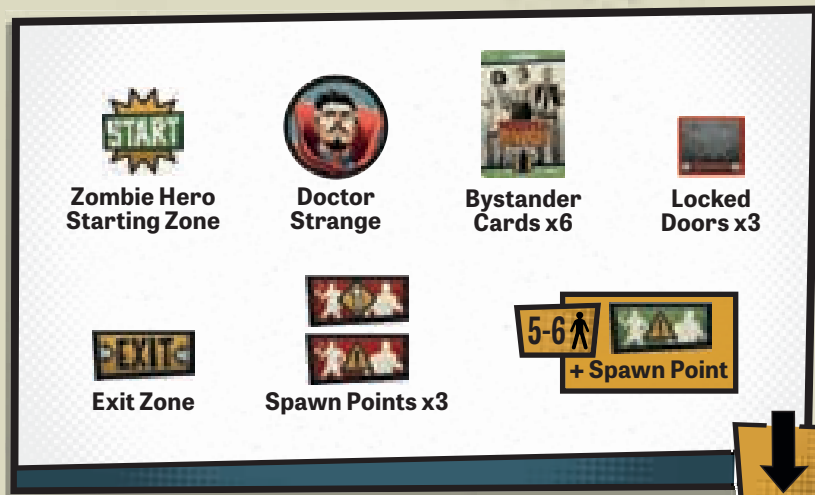 START
Zombie Hero
Starting Zone
Doctor
Strange
Bystander
Cards x6
Locked
Doors x3
EXIT
Exit Zone
Spawn Points x3
5-6
+ Spawn Point